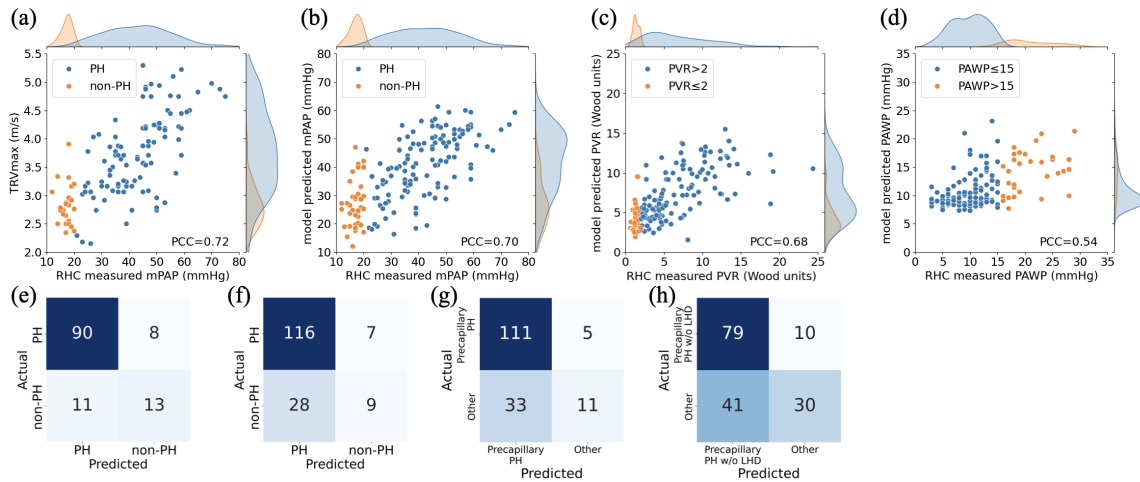 (a)
5.5
5.0
4.5
4.0
3.5
3.0
2.5
2.0
TRVmax (m/s)
PH
non-PH
PCC=0.72
10 20 30 40 50 60 70 80
RHC measured mPAP (mmHg)
(b)
80
70
60
50
40
30
20
10
model predicted mPAP (mmHg)
PH
non-PH
PCC=0.70
10 20 30 40 50 60 70 80
RHC measured mPAP (mmHg)
(c)
25
20
15
10
5
0
model predicted PVR (Wood units)
PVR>2
PVR≤2
PCC=0.68
0 5 10 15 20 25
RHC measured PVR (Wood units)
(d)
35
30
25
20
15
10
5
0
model predicted PAWP (mmHg)
PAWP≤15
PAWP>15
PCC=0.54
0 5 10 15 20 25 30 35
RHC measured PAWP (mmHg)
(e)
Actual
PH
non-PH
90 8
11 13
PH non-PH
Predicted
(f)
Actual
PH
non-PH
116 7
28 9
PH non-PH
Predicted
(g)
Actual
Precapillary
PH
Other
111 5
33 11
Precapillary Other
PH
Predicted
(h)
Actual
Precapillary
PH w/o LHD
Other
79 10
41 30
Precapillary Other
PH w/o LHD
Predicted